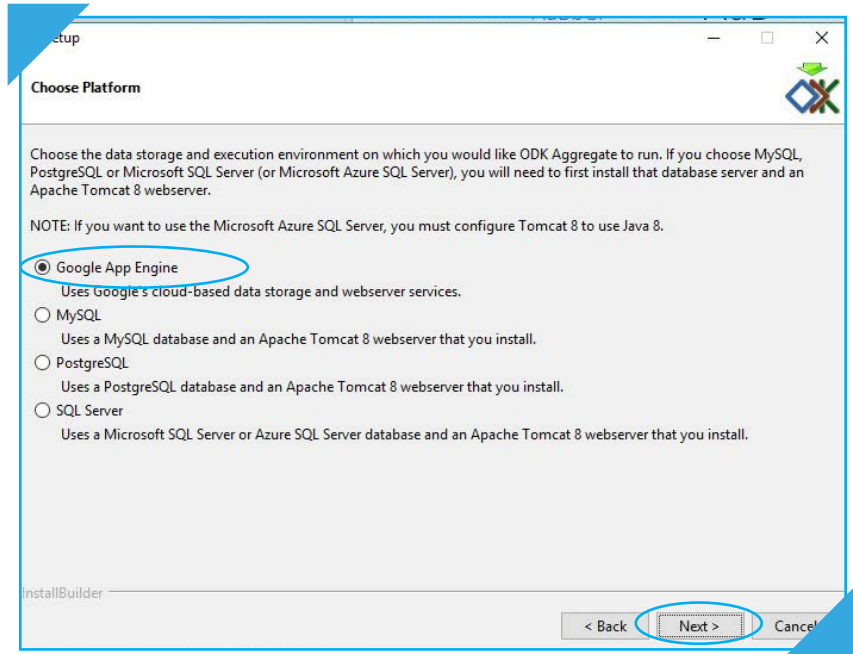 Setup
Choose Platform
ODK
Choose the data storage and execution environment on which you would like ODK Aggregate to run. If you choose MySQL,
PostgreSQL or Microsoft SQL Server (or Microsoft Azure SQL Server), you will need to first install that database server and an
Apache Tomcat 8 webserver.
NOTE: If you want to use the Microsoft Azure SQL Server, you must configure Tomcat 8 to use Java 8.
Google App Engine
Uses Google's cloud-based data storage and webserver services.
MySQL
Uses a MySQL database and an Apache Tomcat 8 webserver that you install.
PostgreSQL
Uses a PostgreSQL database and an Apache Tomcat 8 webserver that you install.
SQL Server
Uses a Microsoft SQL Server or Azure SQL Server database and an Apache Tomcat 8 webserver that you install.
InstallBuilder
< Back Next > Cancel